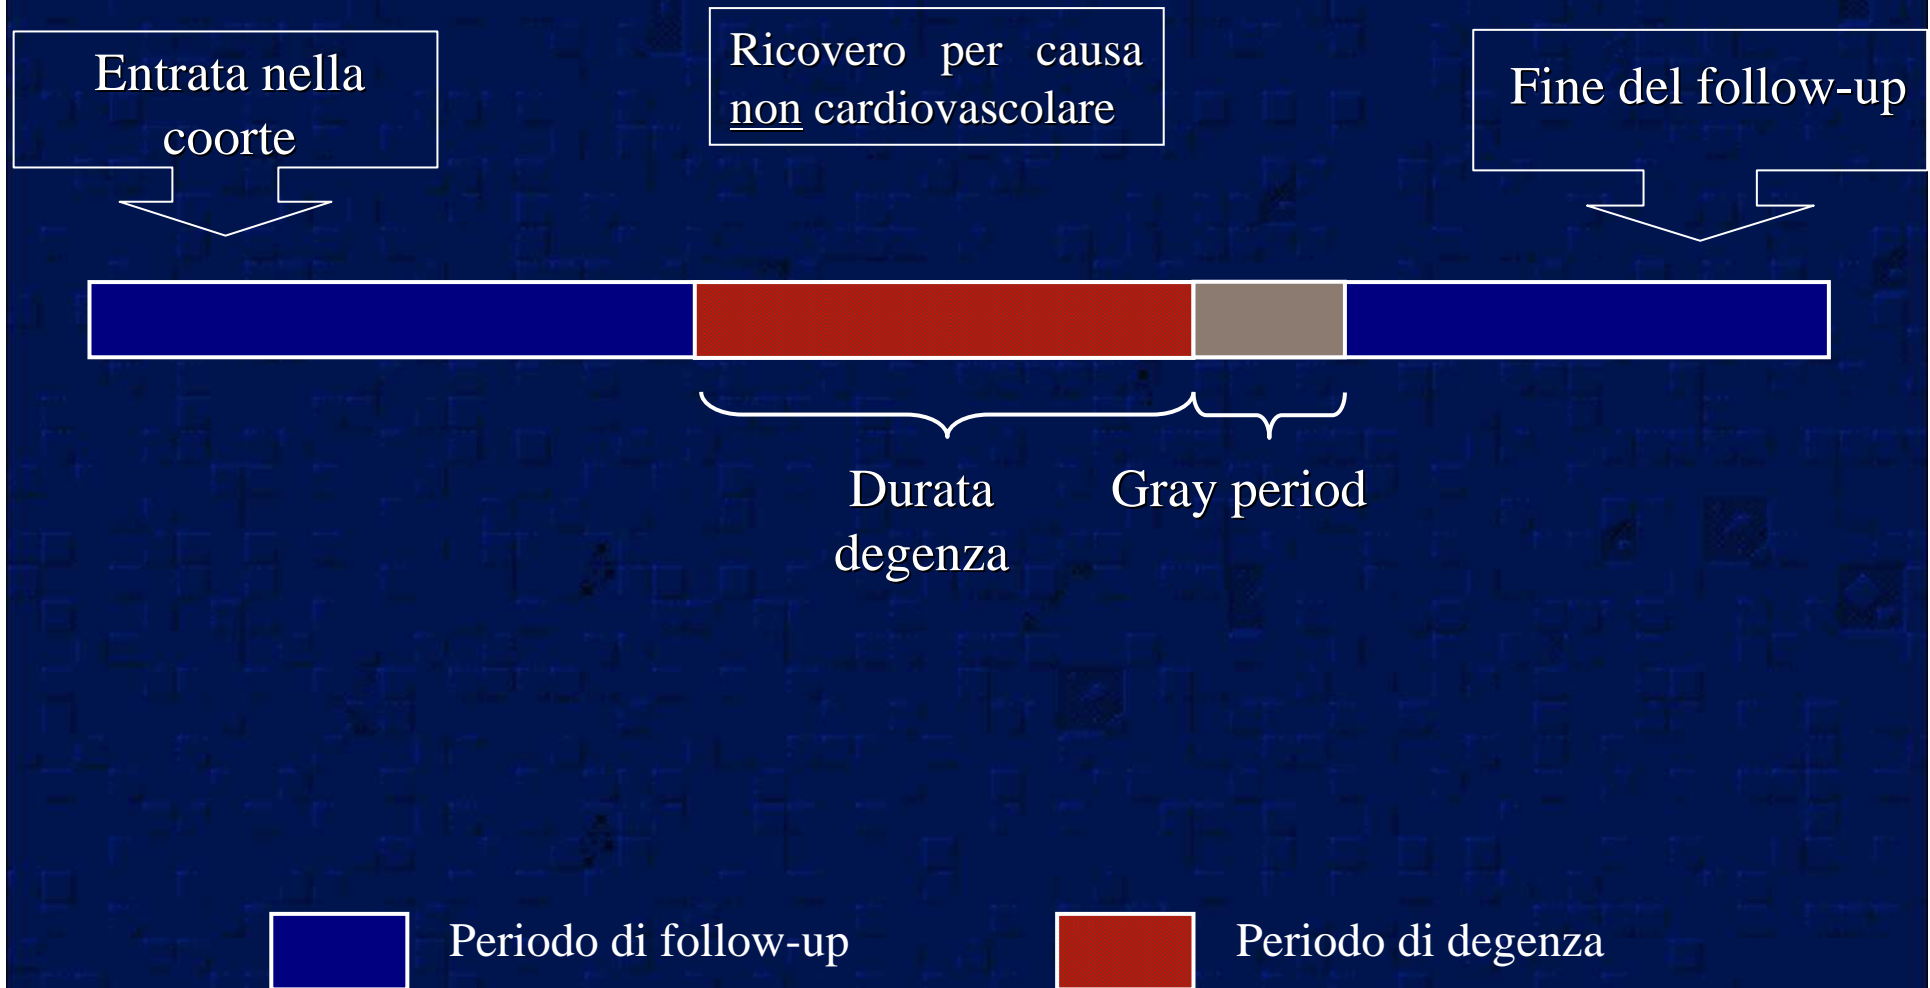 Entrata nella
coorte
Ricovero per causa
non cardiovascolare
Fine del follow-up
Durata
degenza
Gray period
Periodo di follow-up
Periodo di degenza